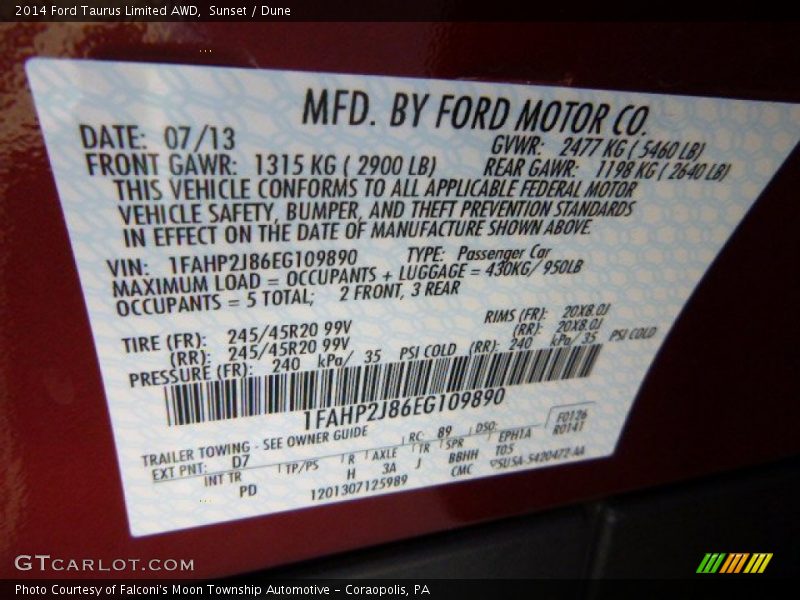 2014 Ford Taurus Limited AWD,  Sunset / Dune
MFD. BY FORD MOTOR CO.
DATE: 07/13 GVWR: 2477 KG ( 5460 LB)
FRONT GAWR: 1315 KG ( 2900 LB) REAR GAWR: 1198 KG ( 2640 LB)
THIS VEHICLE CONFORMS TO ALL APPLICABLE FEDERAL MOTOR
VEHICLE SAFETY, BUMPER, AND THEFT PREVENTION STANDARDS
IN EFFECT ON THE DATE OF MANUFACTURE SHOWN ABOVE.
VIN: 1FAHP2J86EG109890 TYPE: Passenger Car
MAXIMUM LOAD = OCCUPANTS + LUGGAGE = 430KG/ 950LB
OCCUPANTS = 5 TOTAL; 2 FRONT, 3 REAR
TIRE (FR): 245/45R20 99V RIMS (FR): 20X8.0J
(RR): 245/45R20 99V (RR): 20X8.0J
PRESSURE (FR): 240 kPa/ 35 PSI COLD (RR): 240 kPa/ 35 PSI COLD
1FAHP2J86EG109890
TRAILER TOWING - SEE OWNER GUIDE RC: 89 DSO: F0126
EXT PNT: D7 R0141
INT TR TP/PS R AXLE TR SPR EPH1A
PD H 3A J BBHH T05
1201307125989 CMC SU5A-5420472-AA
GTCARLOT.COM
Photo Courtesy of Falconi's Moon Township Automotive - Coraopolis, PA